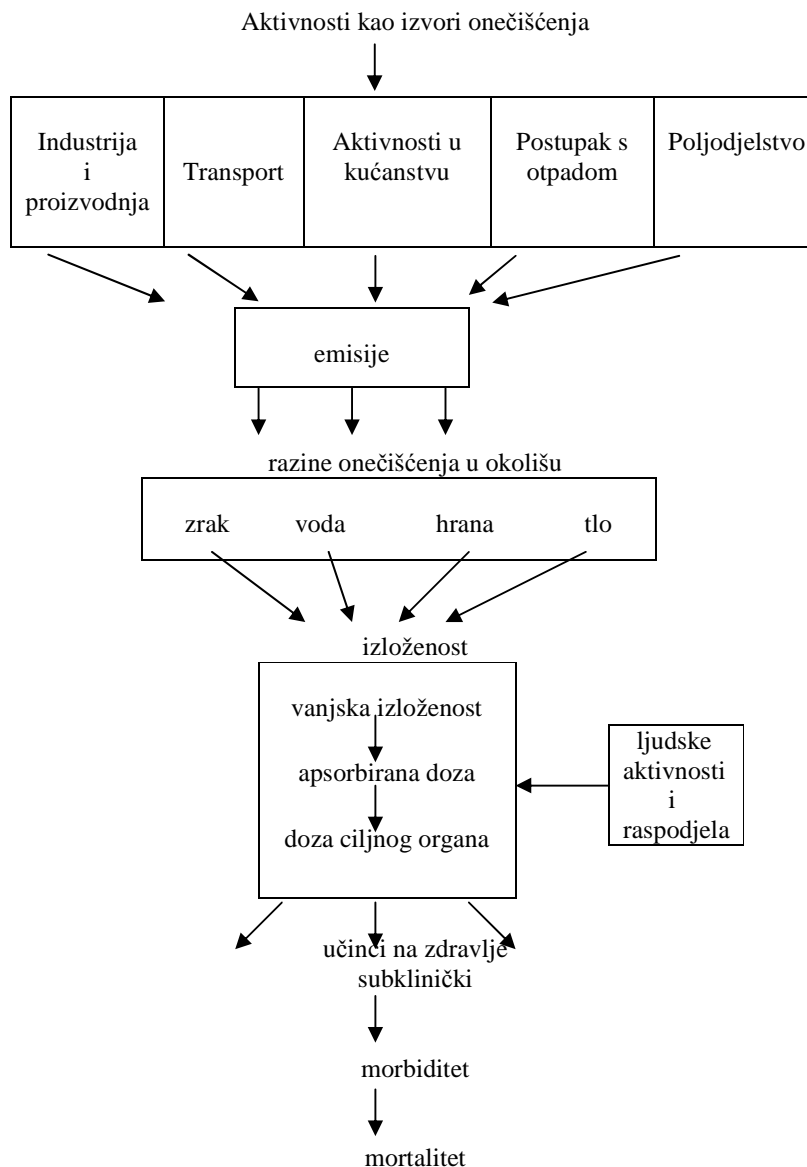 Aktivnosti kao izvori onečišćenja
Industrija
i
proizvodnja
Transport
Aktivnosti u
kućanstvu
Postupak s
otpadom
Poljodjelstvo
emisije
razine onečišćenja u okolišu
zrak voda hrana tlo
izloženost
vanjska izloženost
apsorbirana doza
doza ciljnog organa
ljudske
aktivnosti
i
raspodjela
učinci na zdravlje
subklinički
morbiditet
mortalitet